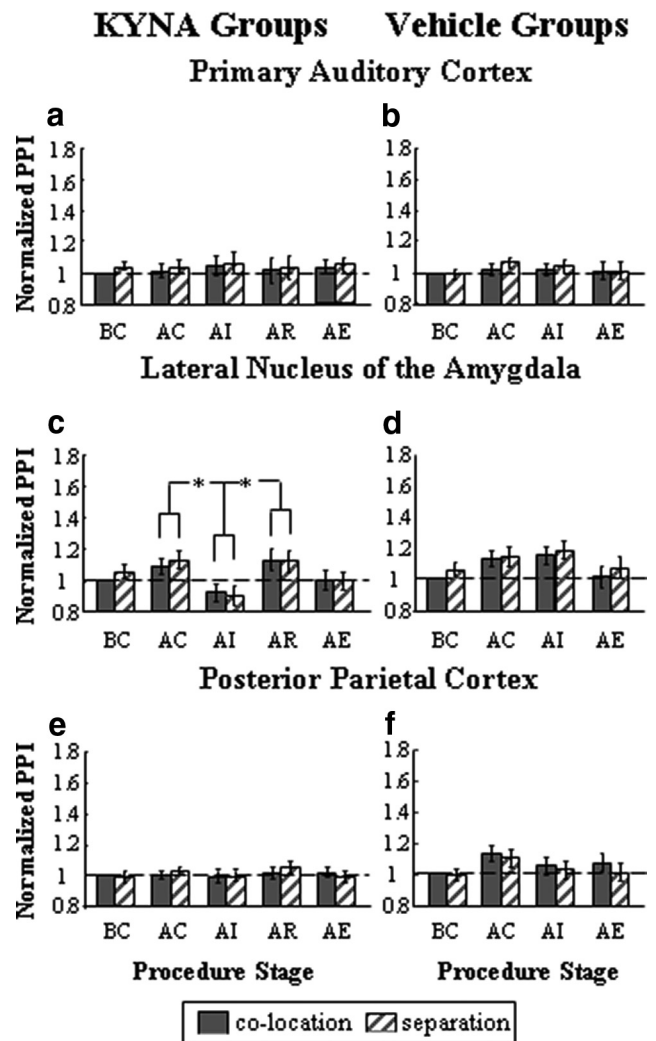 KYNA Groups Vehicle Groups
Primary Auditory Cortex
a b
Normalized PPI
1.8 1.8
1.6 1.6
1.4 1.4
1.2 1.2
1 1
0.8 0.8
BC AC AI AR AE BC AC AI AE
Lateral Nucleus of the Amygdala
c d
Normalized PPI
1.8 1.8
1.6 * * 1.6
1.4 1.4
1.2 1.2
1 1
0.8 0.8
BC AC AI AR AE BC AC AI AE
Posterior Parietal Cortex
e f
Normalized PPI
1.8 1.8
1.6 1.6
1.4 1.4
1.2 1.2
1 1
0.8 0.8
BC AC AI AR AE BC AC AI AE
Procedure Stage Procedure Stage
co-location separation